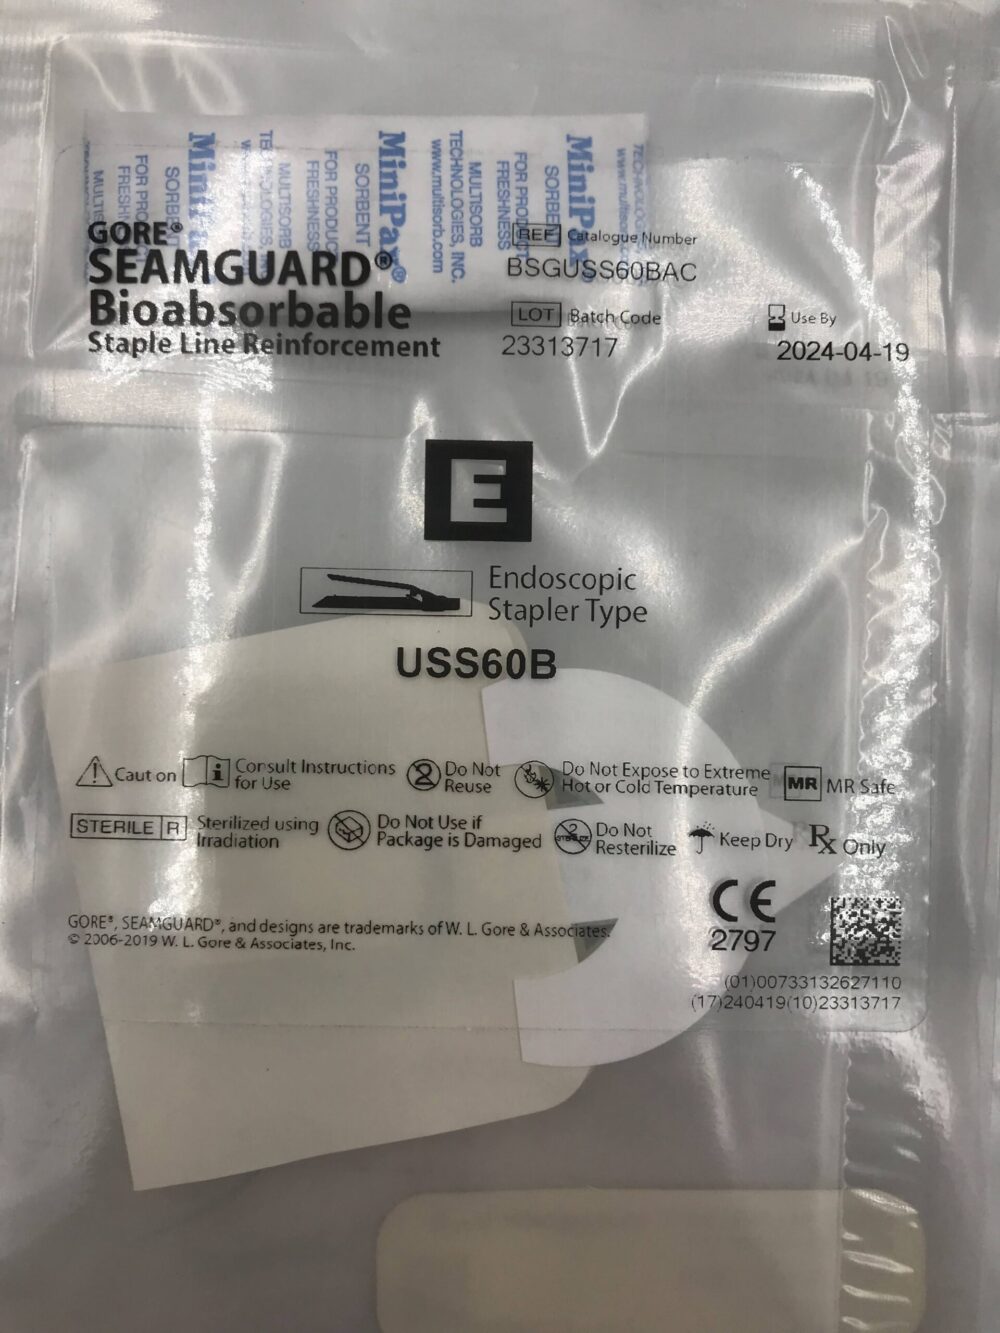 MiniPax®
SORBENT
FOR PRODUCT
FRESHNESS
MULTISORB
TECHNOLOGIES, INC.
www.multisorb.com
GORE®
SEAMGUARD®
Bioabsorbable
Staple Line Reinforcement
REF Catalogue Number
BSGUSS60BAC
LOT Batch Code
23313717
Use By
2024-04-19
E
Endoscopic
Stapler Type
USS60B
Caut on
i Consult Instructions
for Use
2 Do Not
Reuse
Do Not Expose to Extreme
Hot or Cold Temperature
MR MR Safe
STERILE R Sterilized using
Irradiation
Do Not Use if
Package is Damaged
Do Not
Resterilize
Keep Dry
Rx Only
GORE®, SEAMGUARD®, and designs are trademarks of W. L. Gore & Associates.
© 2006-2019 W. L. Gore & Associates, Inc.
CE
2797
(01)00733132627110
(17)240419(10)23313717